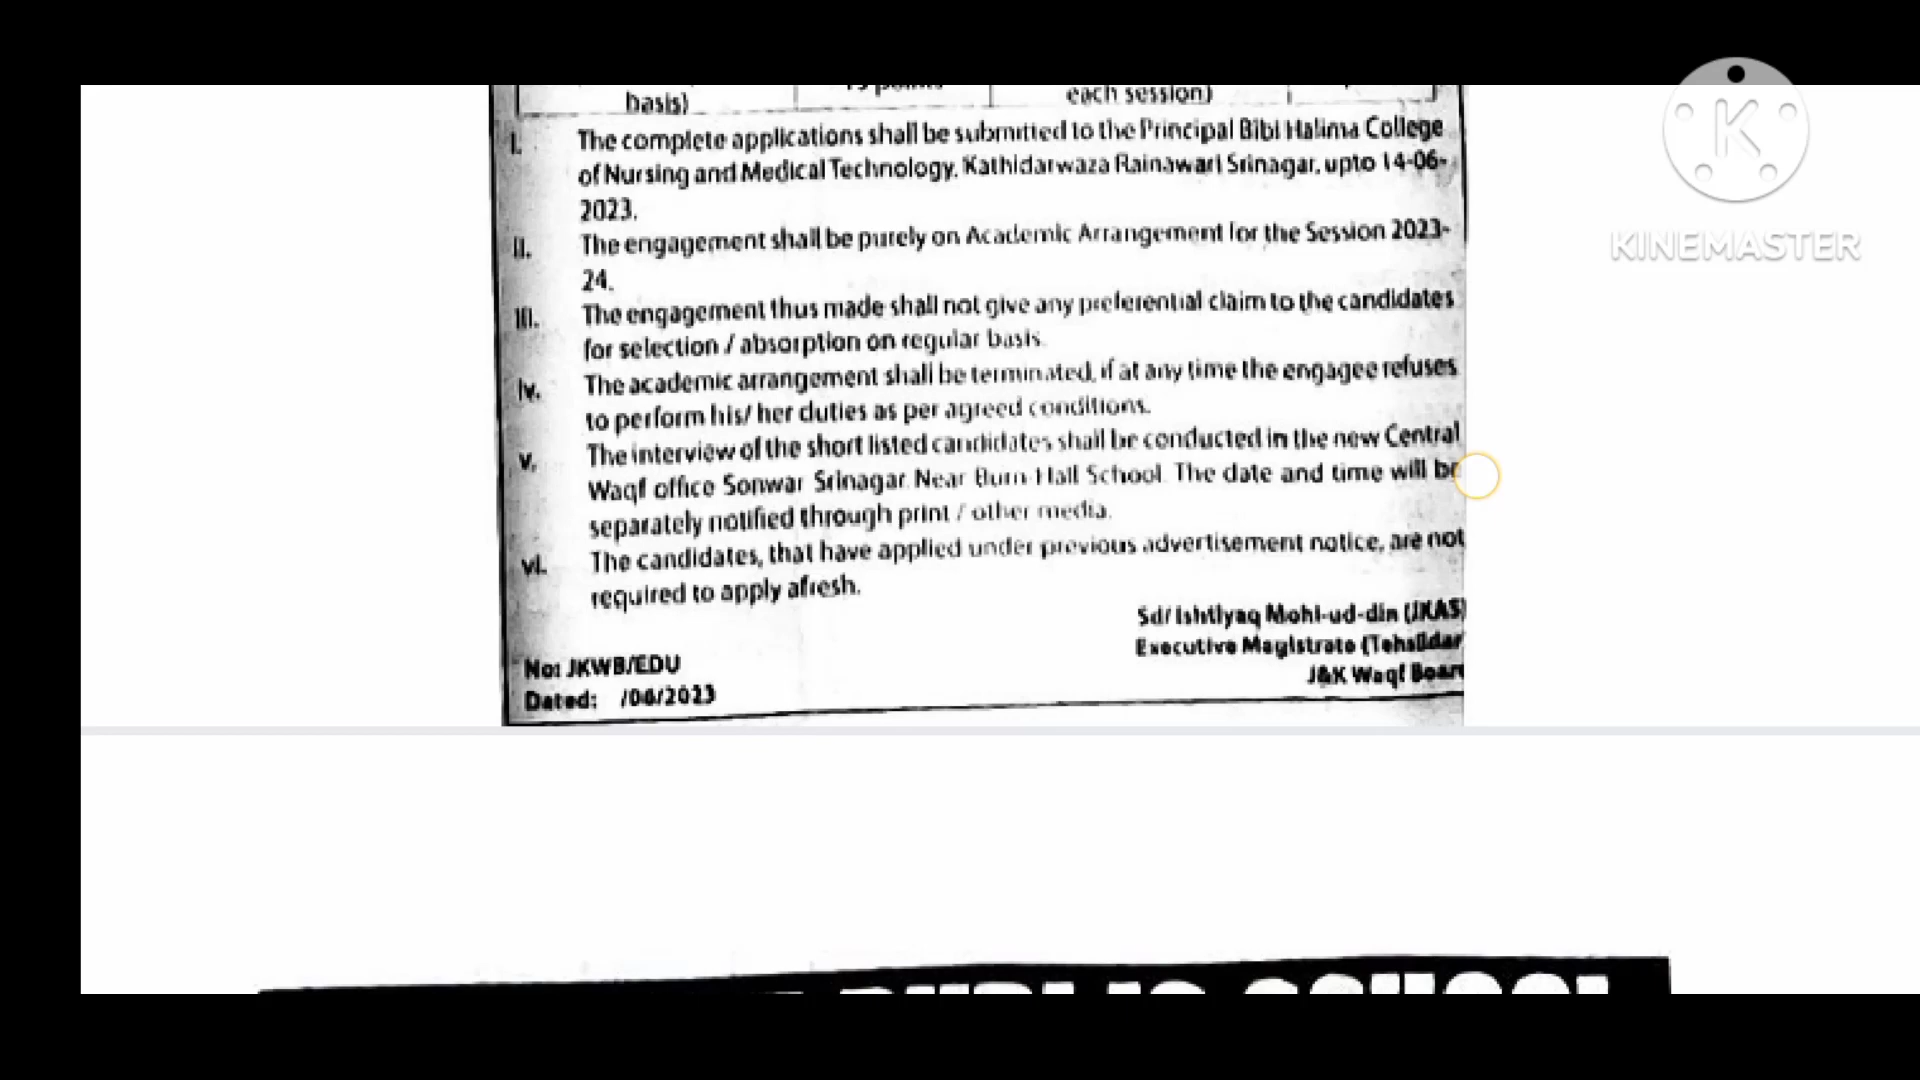 basis)
each session)
I. The complete applications shall be submitted to the Principal Bibi Halima College
of Nursing and Medical Technology, Kathidarwaza Rainawari Srinagar, upto 14-06-
2023.
II. The engagement shall be purely on Academic Arrangement for the Session 2023-
24.
III. The engagement thus made shall not give any preferential claim to the candidates
for selection / absorption on regular basis.
iv. The academic arrangement shall be terminated, if at any time the engagee refuses
to perform his/ her duties as per agreed conditions.
v. The interview of the short listed candidates shall be conducted in the new Central
Waqf office Sonwar Srinagar Near Burn Hall School. The date and time will be
separately notified through print / other media.
vi. The candidates, that have applied under previous advertisement notice, are not
required to apply afresh.
Sd/ Ishtiyaq Mohi-ud-din (JKAS)
Executive Magistrate (Tehsildar
J&K Waqf Board
No: JKWB/EDU
Dated: /06/2023
PUBLIC SCHOOL
K
KINEMASTER